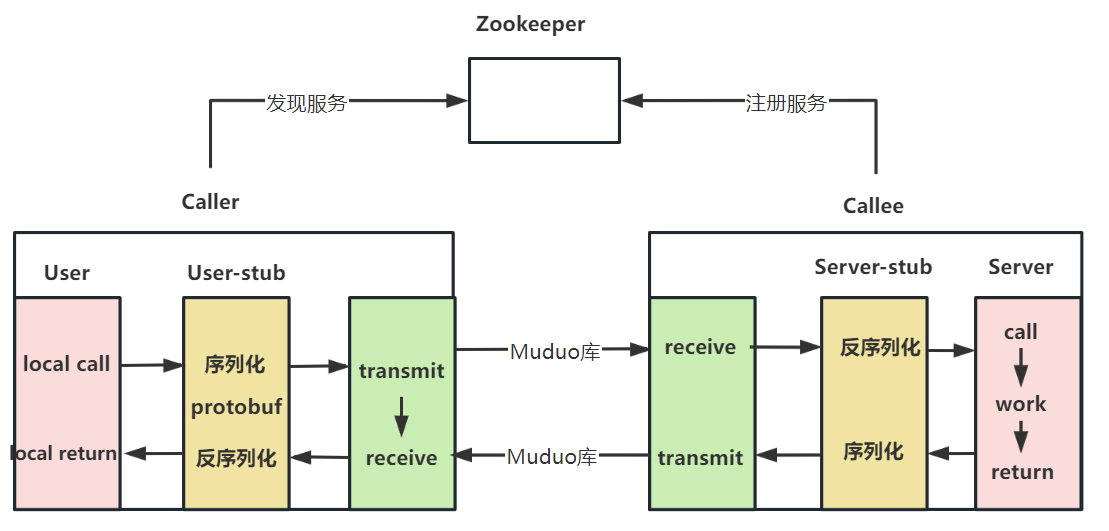 Zookeeper
发现服务
注册服务
Caller
Callee
User
User-stub
Server-stub
Server
local call
序列化
protobuf
反序列化
local return
transmit
receive
Muduo库
Muduo库
receive
transmit
反序列化
序列化
call
work
return